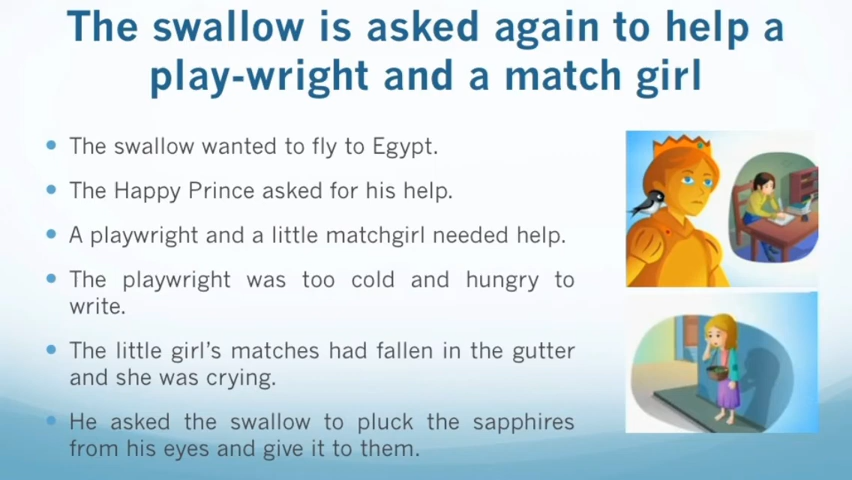 The swallow is asked again to help a
play-wright and a match girl
• The swallow wanted to fly to Egypt.
• The Happy Prince asked for his help.
• A playwright and a little matchgirl needed help.
• The playwright was too cold and hungry to
write.
• The little girl's matches had fallen in the gutter
and she was crying.
• He asked the swallow to pluck the sapphires
from his eyes and give it to them.